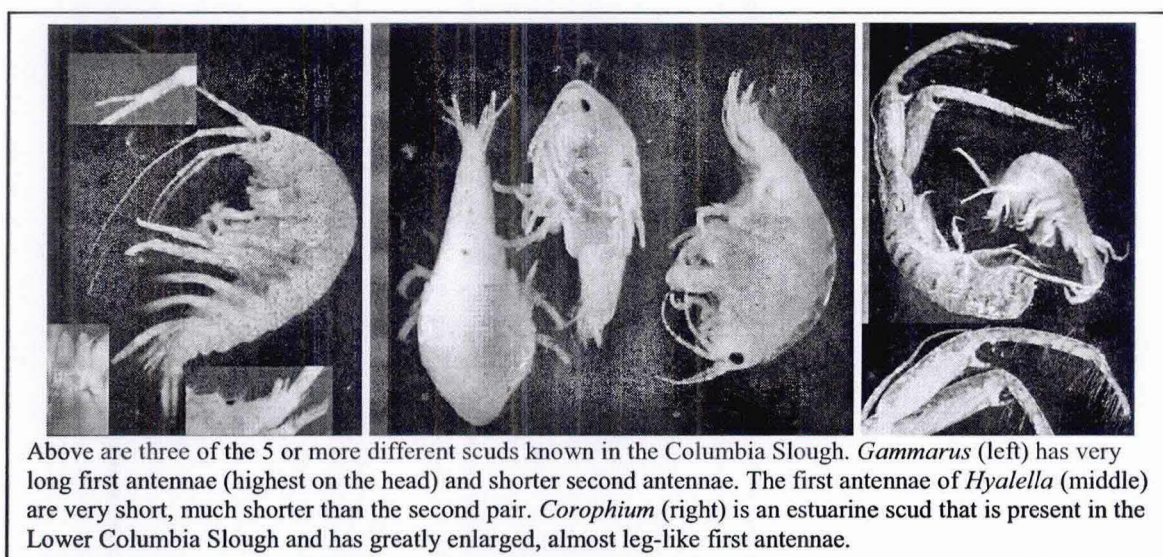 Above are three of the 5 or more different scuds known in the Columbia Slough. Gammarus (left) has very
long first antennae (highest on the head) and shorter second antennae. The first antennae of Hyalella (middle)
are very short, much shorter than the second pair. Corophium (right) is an estuarine scud that is present in the
Lower Columbia Slough and has greatly enlarged, almost leg-like first antennae.